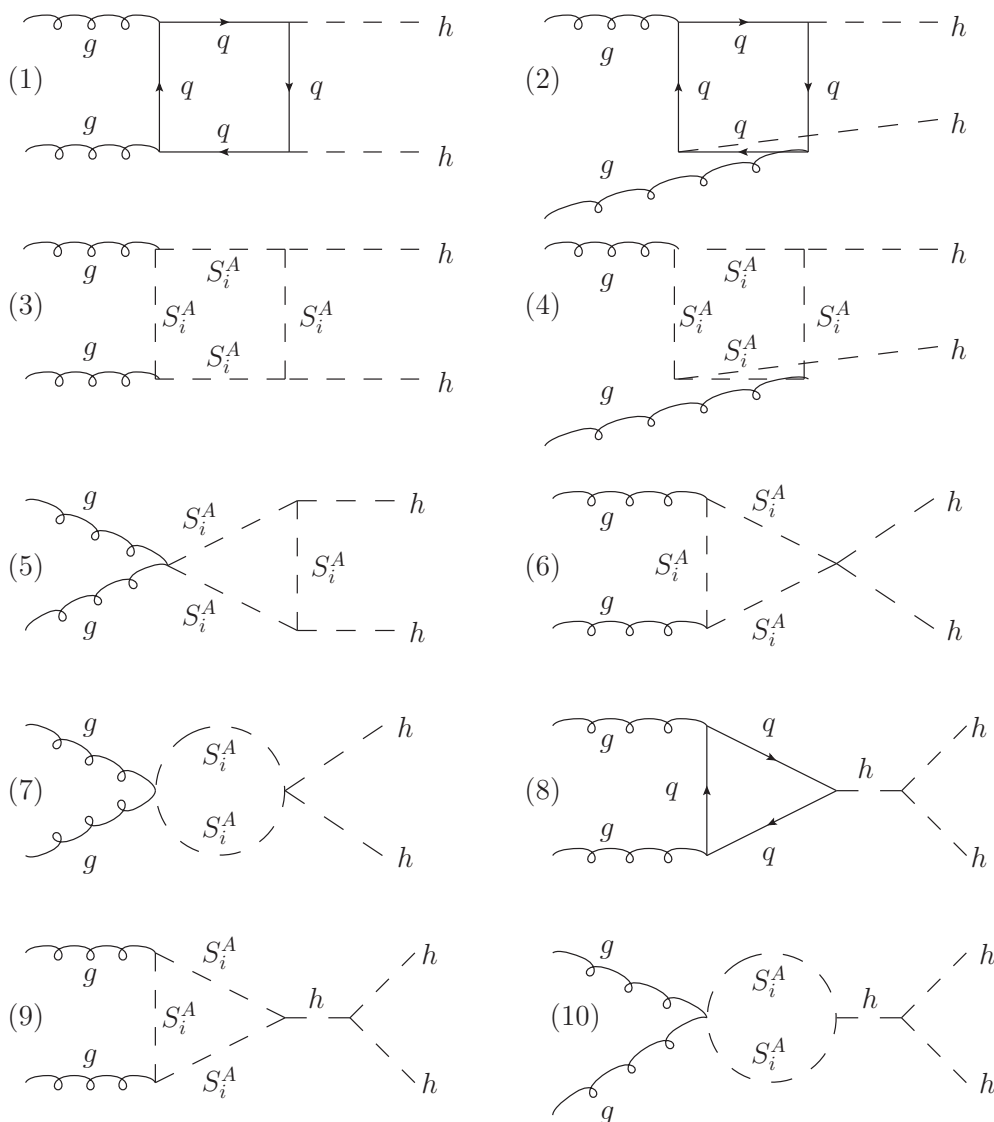 (1) g q q q q g h h
(2) g q q q q g h h
(3) g S_i^A S_i^A S_i^A S_i^A g h h
(4) g S_i^A S_i^A S_i^A g h h
(5) g S_i^A S_i^A S_i^A g h h
(6) g S_i^A S_i^A S_i^A g h h
(7) g S_i^A S_i^A g h h
(8) g q q q g h h h
(9) g S_i^A S_i^A S_i^A g h h h
(10) g S_i^A S_i^A g h h h